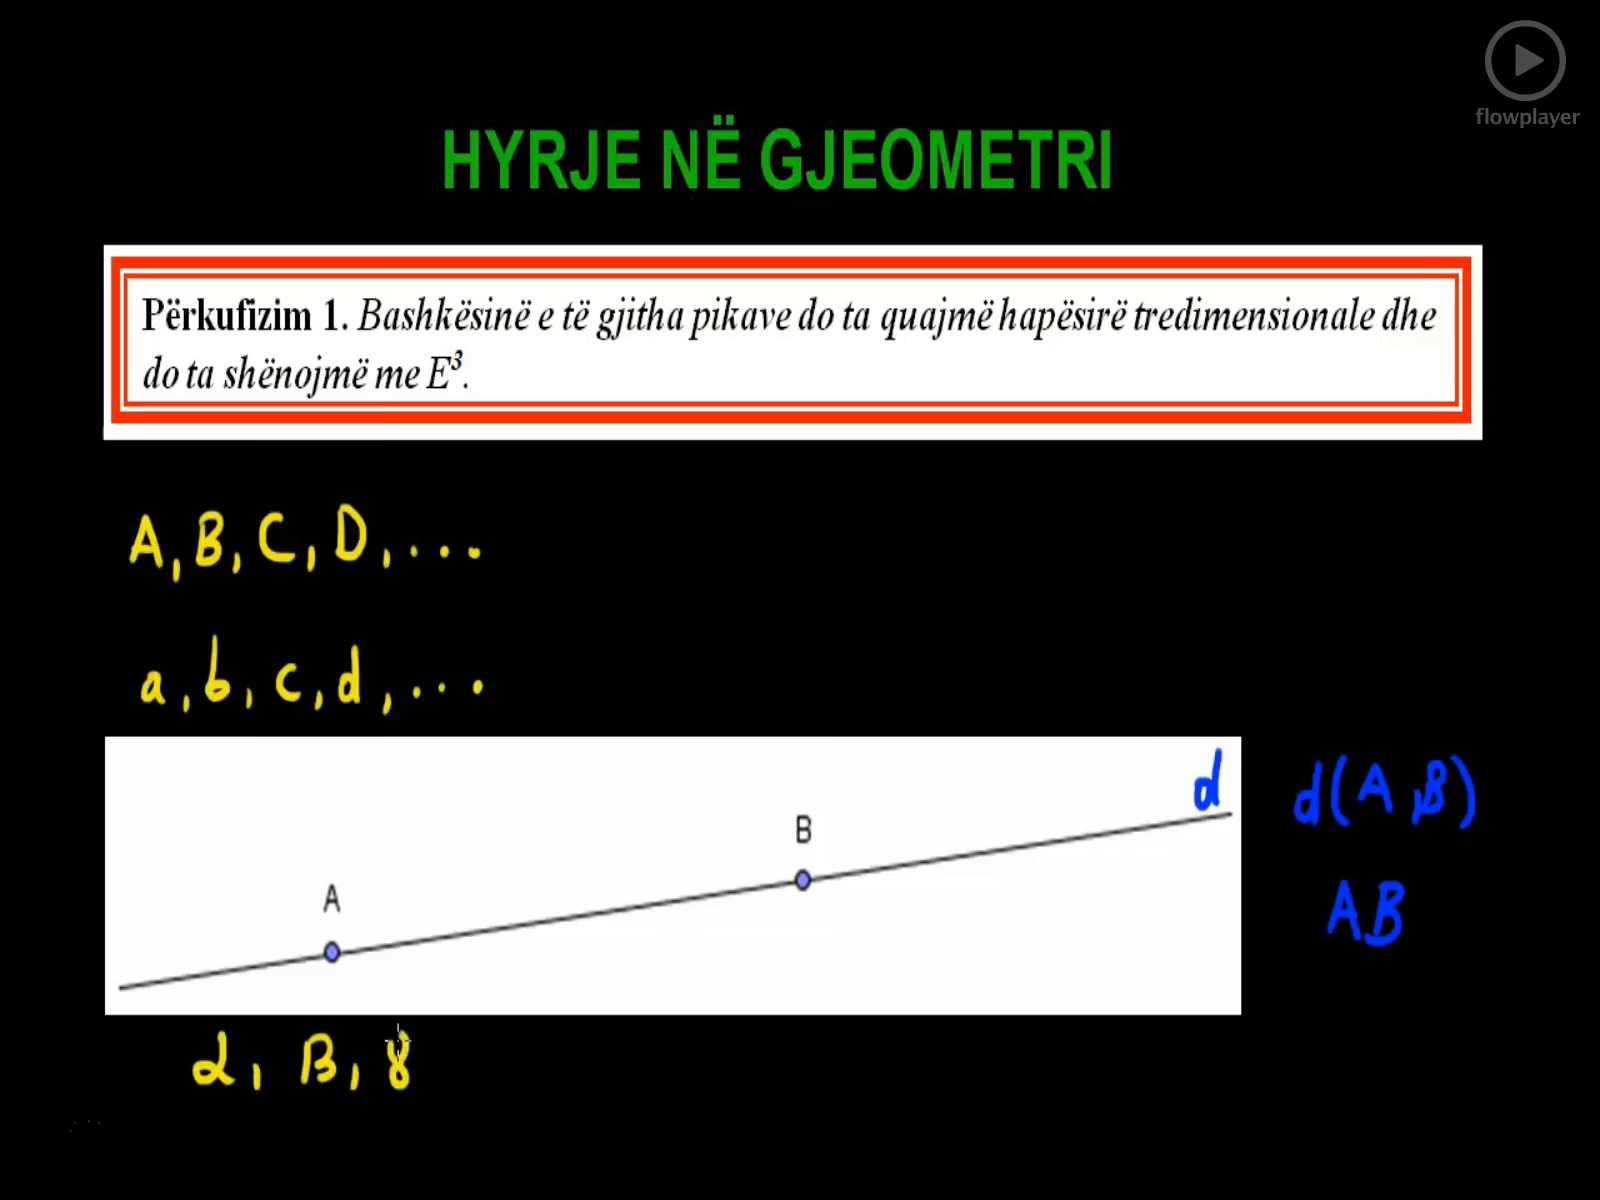 flowplayer
HYRJE NË GJEOMETRI
Përkufizim 1. Bashkësinë e të gjitha pikave do ta quajmë hapësirë tredimensionale dhe
do ta shënojmë me E³.
A, B, C, D, ...
a, b, c, d, ...
d
d(A,B)
B
A
AB
α, β, γ